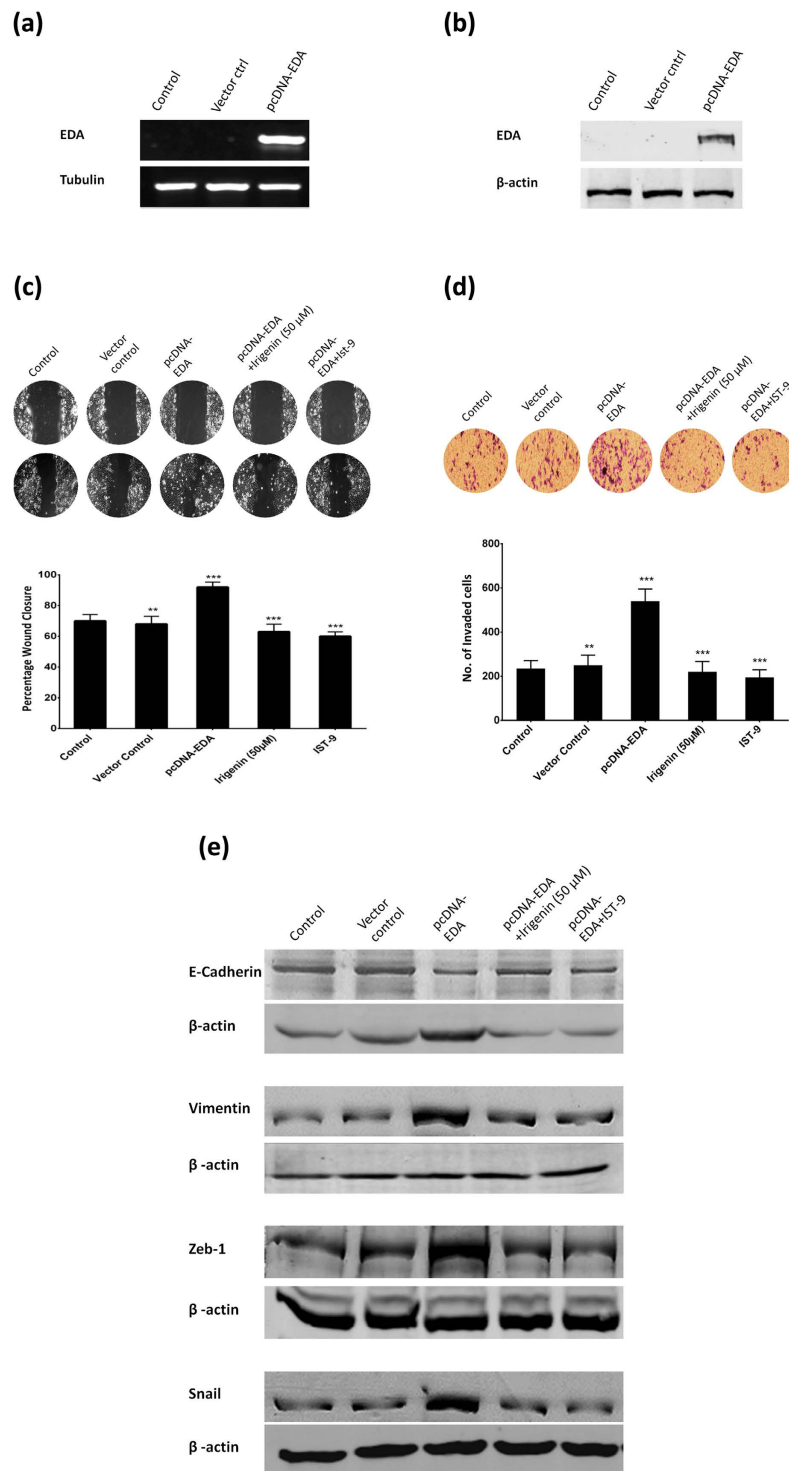 (a)
Control
Vector ctrl
pcDNA-EDA
EDA
Tubulin
(b)
Control
Vector cntrl
pcDNA-EDA
EDA
β-actin
(c)
Control
Vector
control
pcDNA-
EDA
pcDNA-EDA
+Irigenin (50 μM)
pcDNA-
EDA+Ist-9
Percentage Wound Closure
100
80
60
40
20
0
**
***
***
***
Control
Vector Control
pcDNA-EDA
Irigenin (50μM)
IST-9
(d)
Control
Vector
control
pcDNA-
EDA
pcDNA-EDA
+Irigenin (50 μM)
pcDNA-
EDA+IST-9
No. of Invaded cells
800
600
400
200
0
**
***
***
***
Control
Vector Control
pcDNA-EDA
Irigenin (50μM)
IST-9
(e)
Control
Vector
control
pcDNA-
EDA
pcDNA-EDA
+Irigenin (50 μM)
pcDNA-
EDA+IST-9
E-Cadherin
β-actin
Vimentin
β -actin
Zeb-1
β -actin
Snail
β -actin